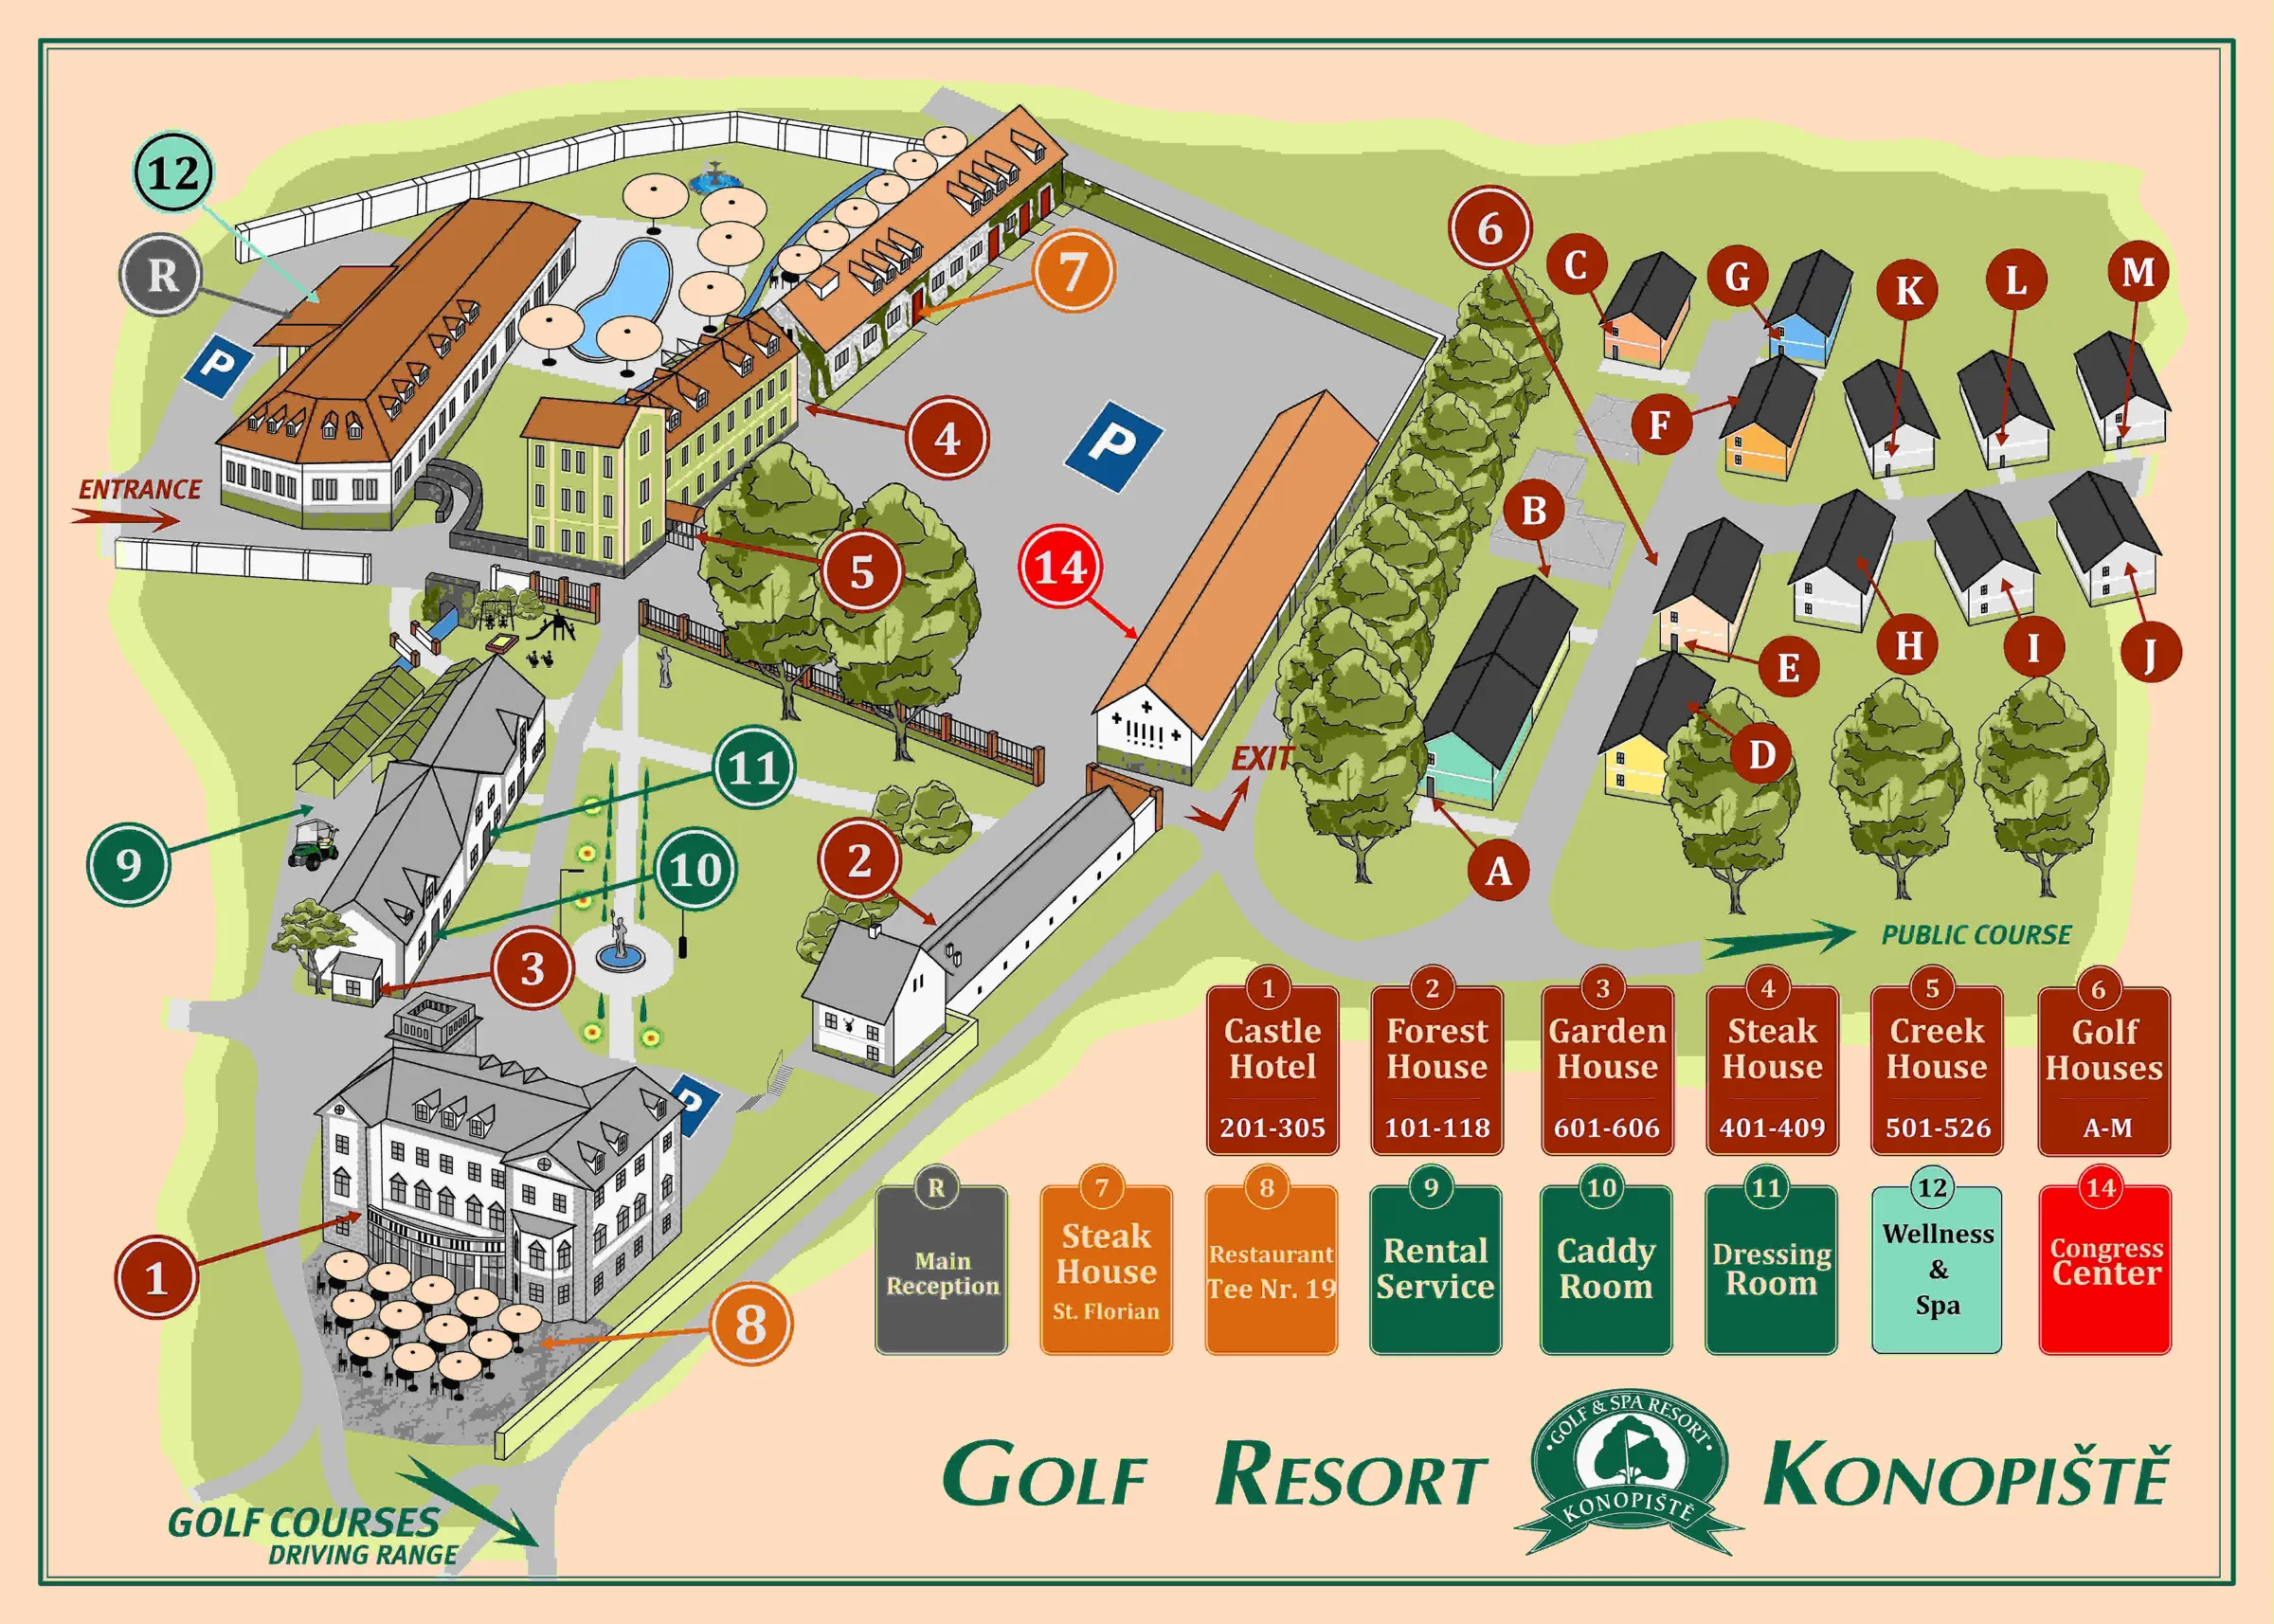 12
R
P
ENTRANCE
7
4
5
P
14
6
C
G
K
L
M
F
B
E
H
I
J
D
A
EXIT
11
10
9
2
3
P
1
8
PUBLIC COURSE
1
Castle
Hotel
201-305
2
Forest
House
101-118
3
Garden
House
601-606
4
Steak
House
401-409
5
Creek
House
501-526
6
Golf
Houses
A-M
R
Main
Reception
7
Steak
House
St. Florian
8
Restaurant
Tee Nr. 19
9
Rental
Service
10
Caddy
Room
11
Dressing
Room
12
Wellness
&
Spa
14
Congress
Center
GOLF COURSES
DRIVING RANGE
GOLF RESORT
·GOLF & SPA RESORT·
KONOPIŠTĚ
KONOPIŠTĚ